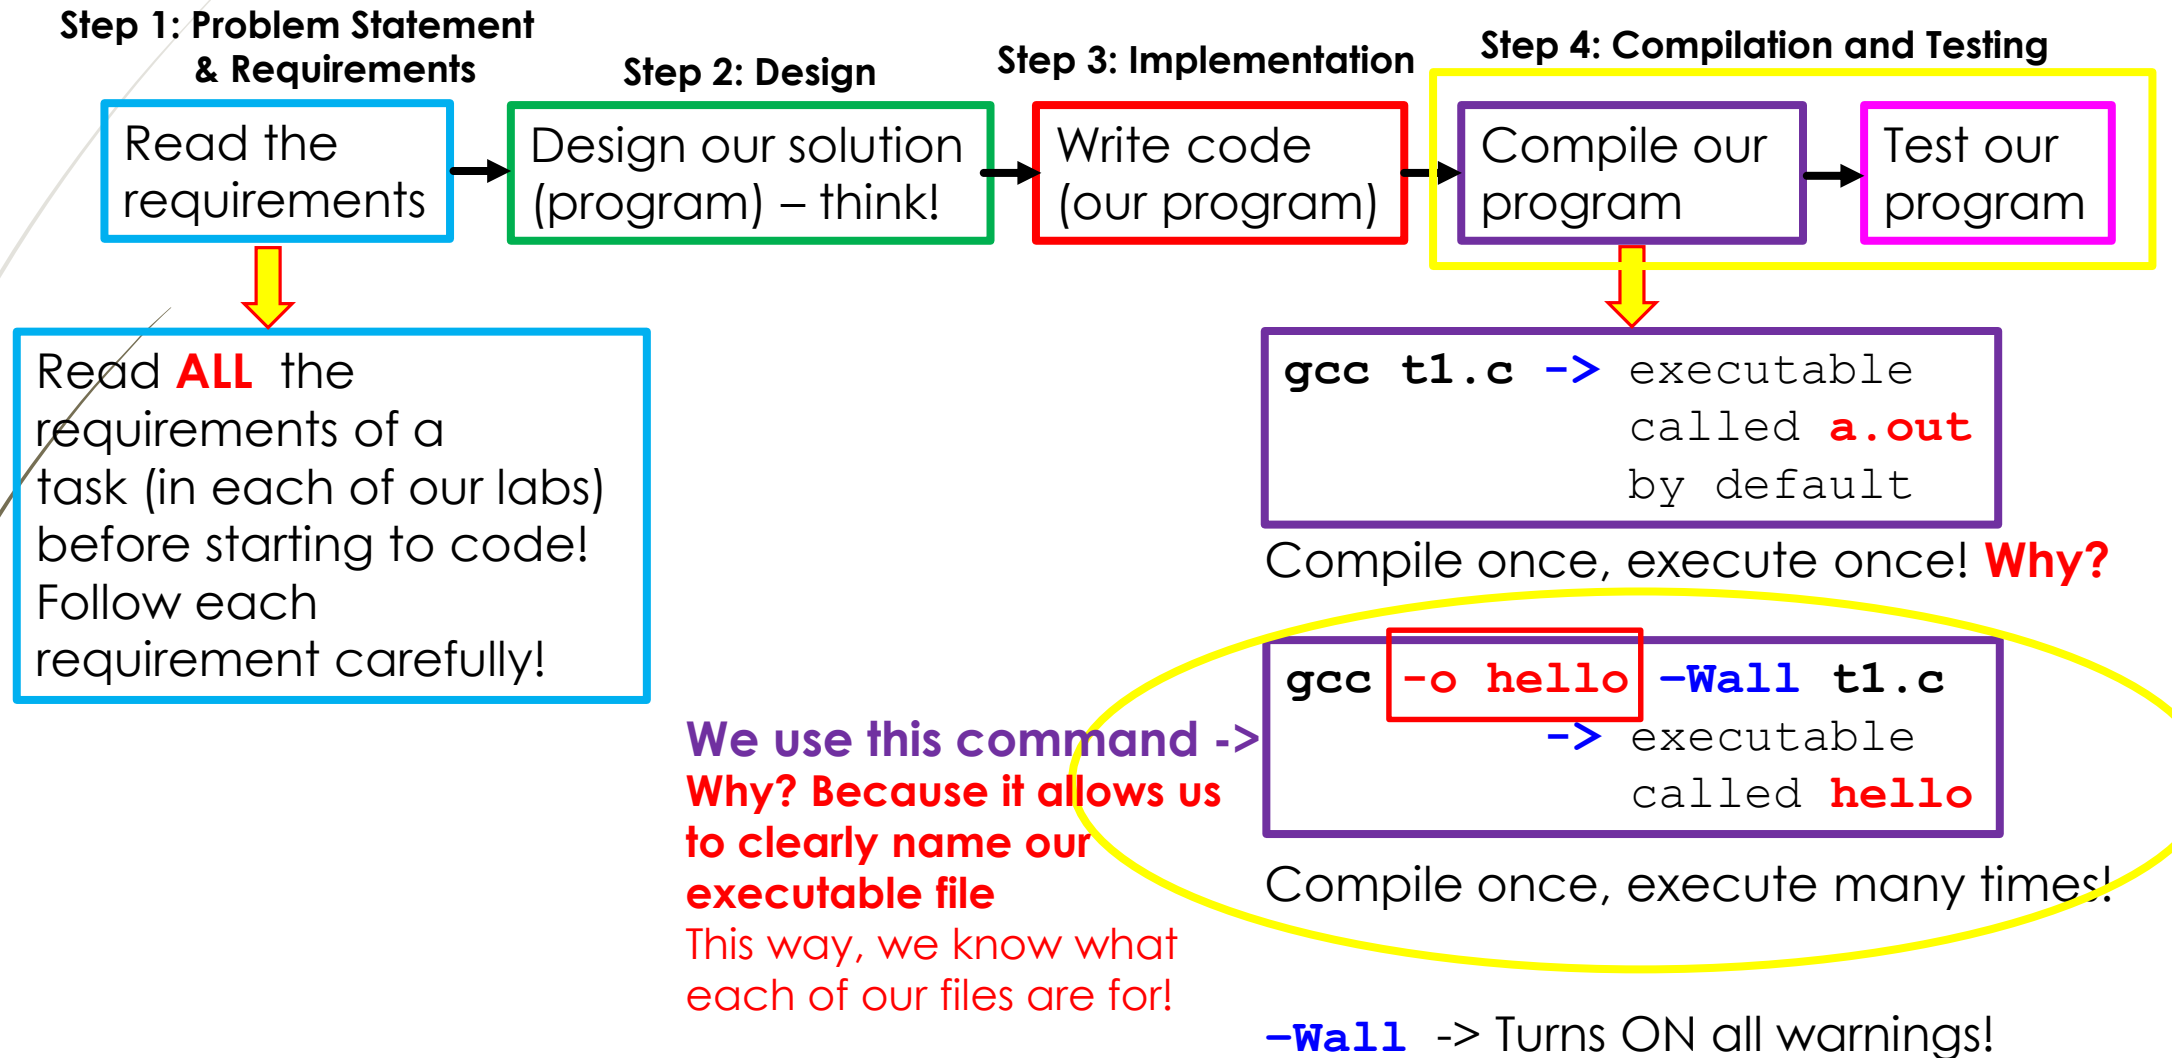 Step 1: Problem Statement
& Requirements
Step 2: Design
Step 3: Implementation
Step 4: Compilation and Testing
Read the
requirements
Design our solution
(program) – think!
Write code
(our program)
Compile our
program
Test our
program
Read ALL the
requirements of a
task (in each of our labs)
before starting to code!
Follow each
requirement carefully!
gcc t1.c -> executable
called a.out
by default
Compile once, execute once! Why?
gcc -o hello –Wall t1.c
-> executable
called hello
We use this command ->
Why? Because it allows us
to clearly name our
executable file
This way, we know what
each of our files are for!
Compile once, execute many times!
–Wall -> Turns ON all warnings!